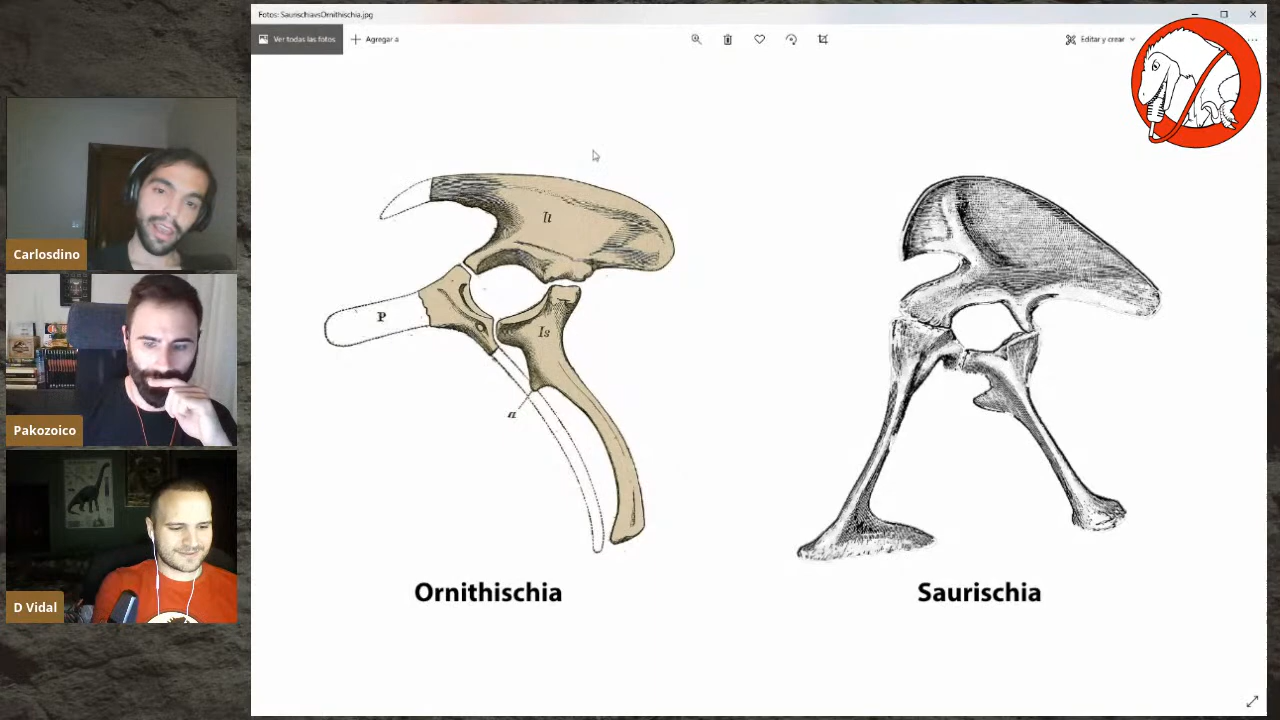 Fotos: SaurischiavsOrnithischia.jpg
Ver todas las fotos
Agregar a
Editar y crear
Carlosdino
Pakozoico
D Vidal
Il
P
Is
a
Ornithischia
Saurischia